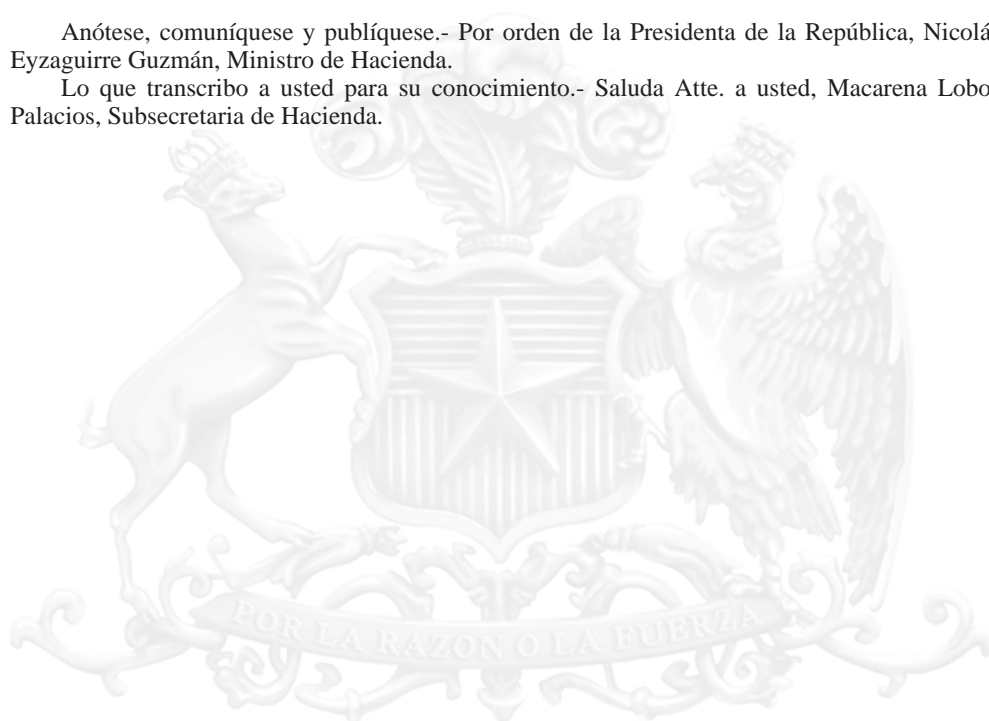 Anótese, comuníquese y publíquese.- Por orden de la Presidenta de la República, Nicolá
Eyzaguirre Guzmán, Ministro de Hacienda.
Lo que transcribo a usted para su conocimiento.- Saluda Atte. a usted, Macarena Lobo
Palacios, Subsecretaria de Hacienda.
POR LA RAZON O LA FUERZA